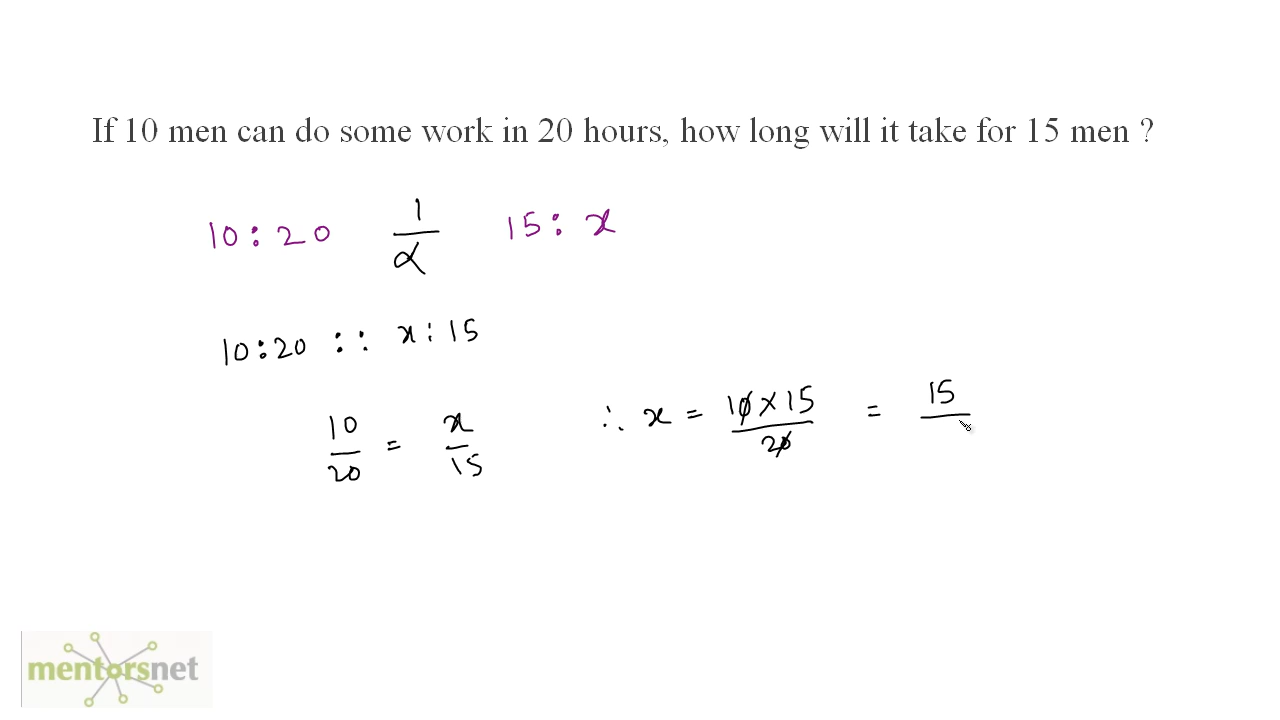 If 10 men can do some work in 20 hours, how long will it take for 15 men ?
10 : 20 1/α 15 : x
10 : 20 :: x : 15
10/20 = x/15 ∴ x = 10 × 15/20 = 15/
mentorsnet